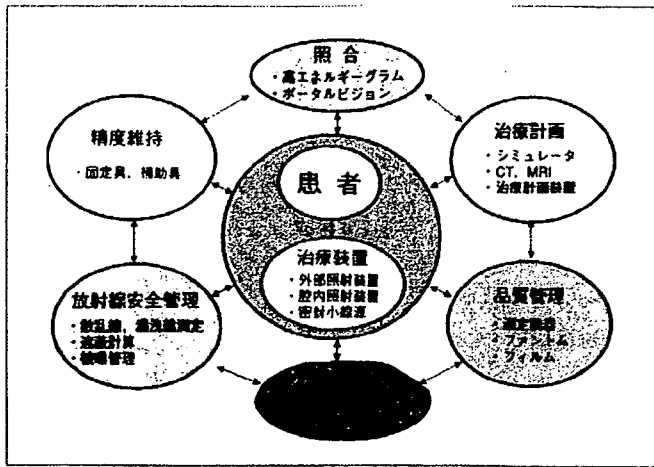 照合
・高エネルギーグラム
・ポータルビジョン
精度維持
・固定具、補助具
治療計画
・シミュレータ
・CT, MRI
・治療計画装置
患者
治療装置
・外部照射装置
・腔内照射装置
・密封小線源
放射線安全管理
・散乱線、漏洩線測定
・遮蔽計算
・被曝管理
品質管理
・測定機器
・ファントム
・フィルム